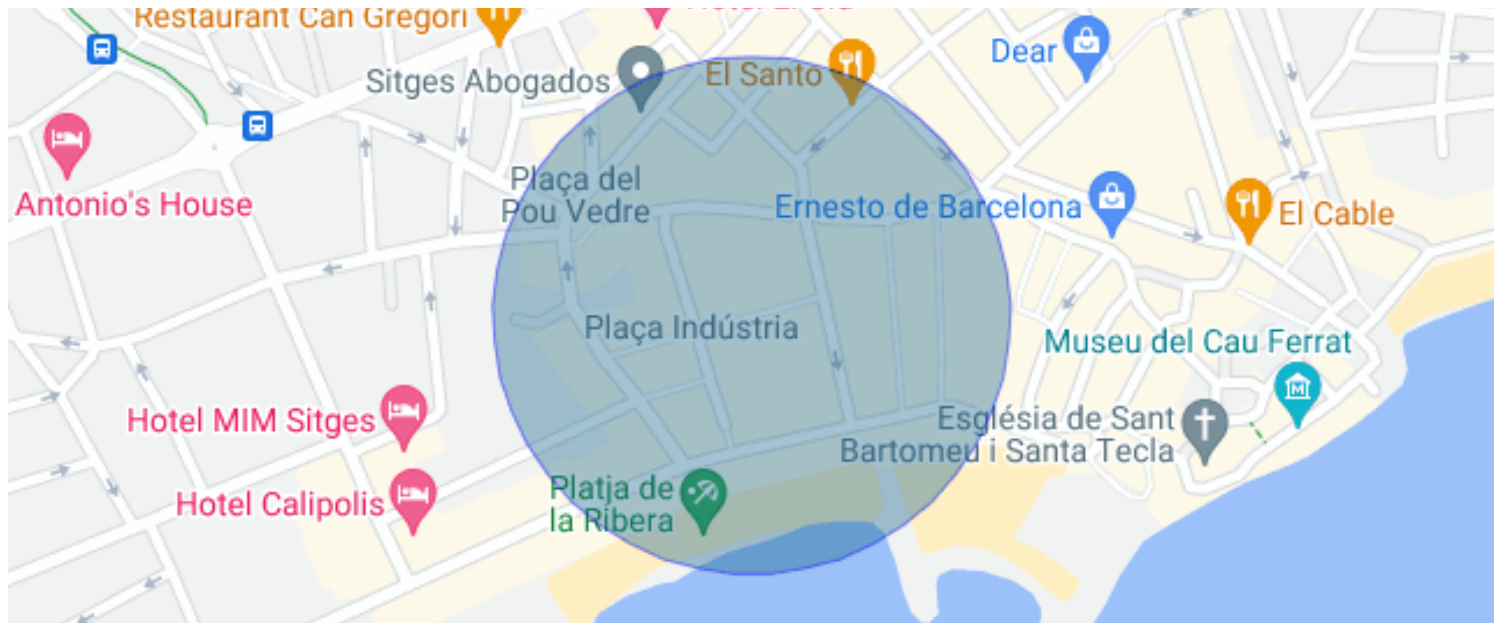 Restaurant Can Gregori
Sitges Abogados
El Santo
Dear
Antonio's House
Plaça del
Pou Vedre
Ernesto de Barcelona
El Cable
Plaça Indústria
Museu del Cau Ferrat
Hotel MIM Sitges
Església de Sant
Bartomeu i Santa Tecla
Hotel Calipolis
Platja de
la Ribera
M